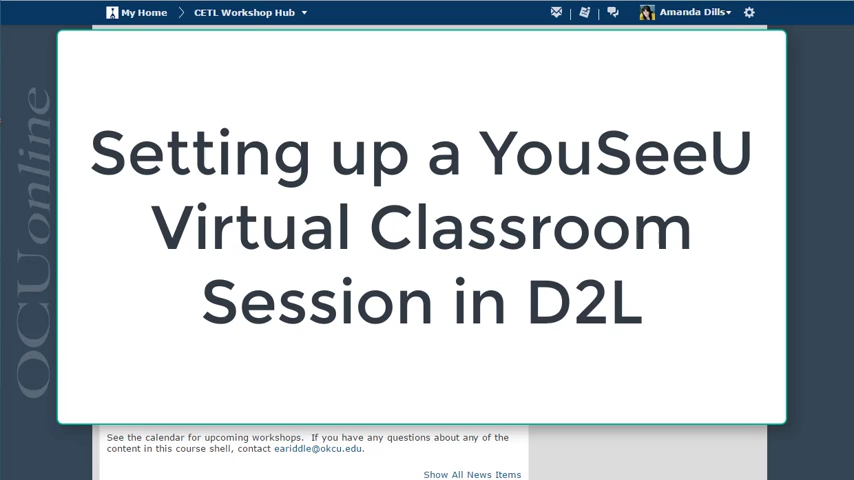 My Home
CETL Workshop Hub
Amanda Dills
OCUonline
Setting up a YouSeeU
Virtual Classroom
Session in D2L
See the calendar for upcoming workshops. If you have any questions about any of the
content in this course shell, contact eariddle@okcu.edu.
Show All News Items